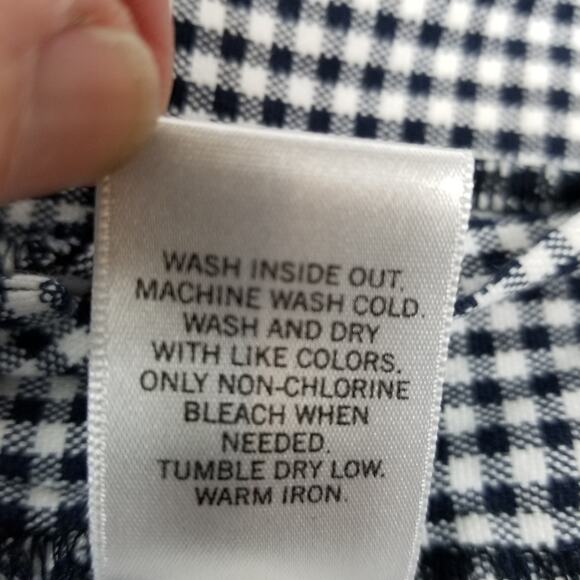 WASH INSIDE OUT.
MACHINE WASH COLD.
WASH AND DRY
WITH LIKE COLORS.
ONLY NON-CHLORINE
BLEACH WHEN
NEEDED.
TUMBLE DRY LOW.
WARM IRON.